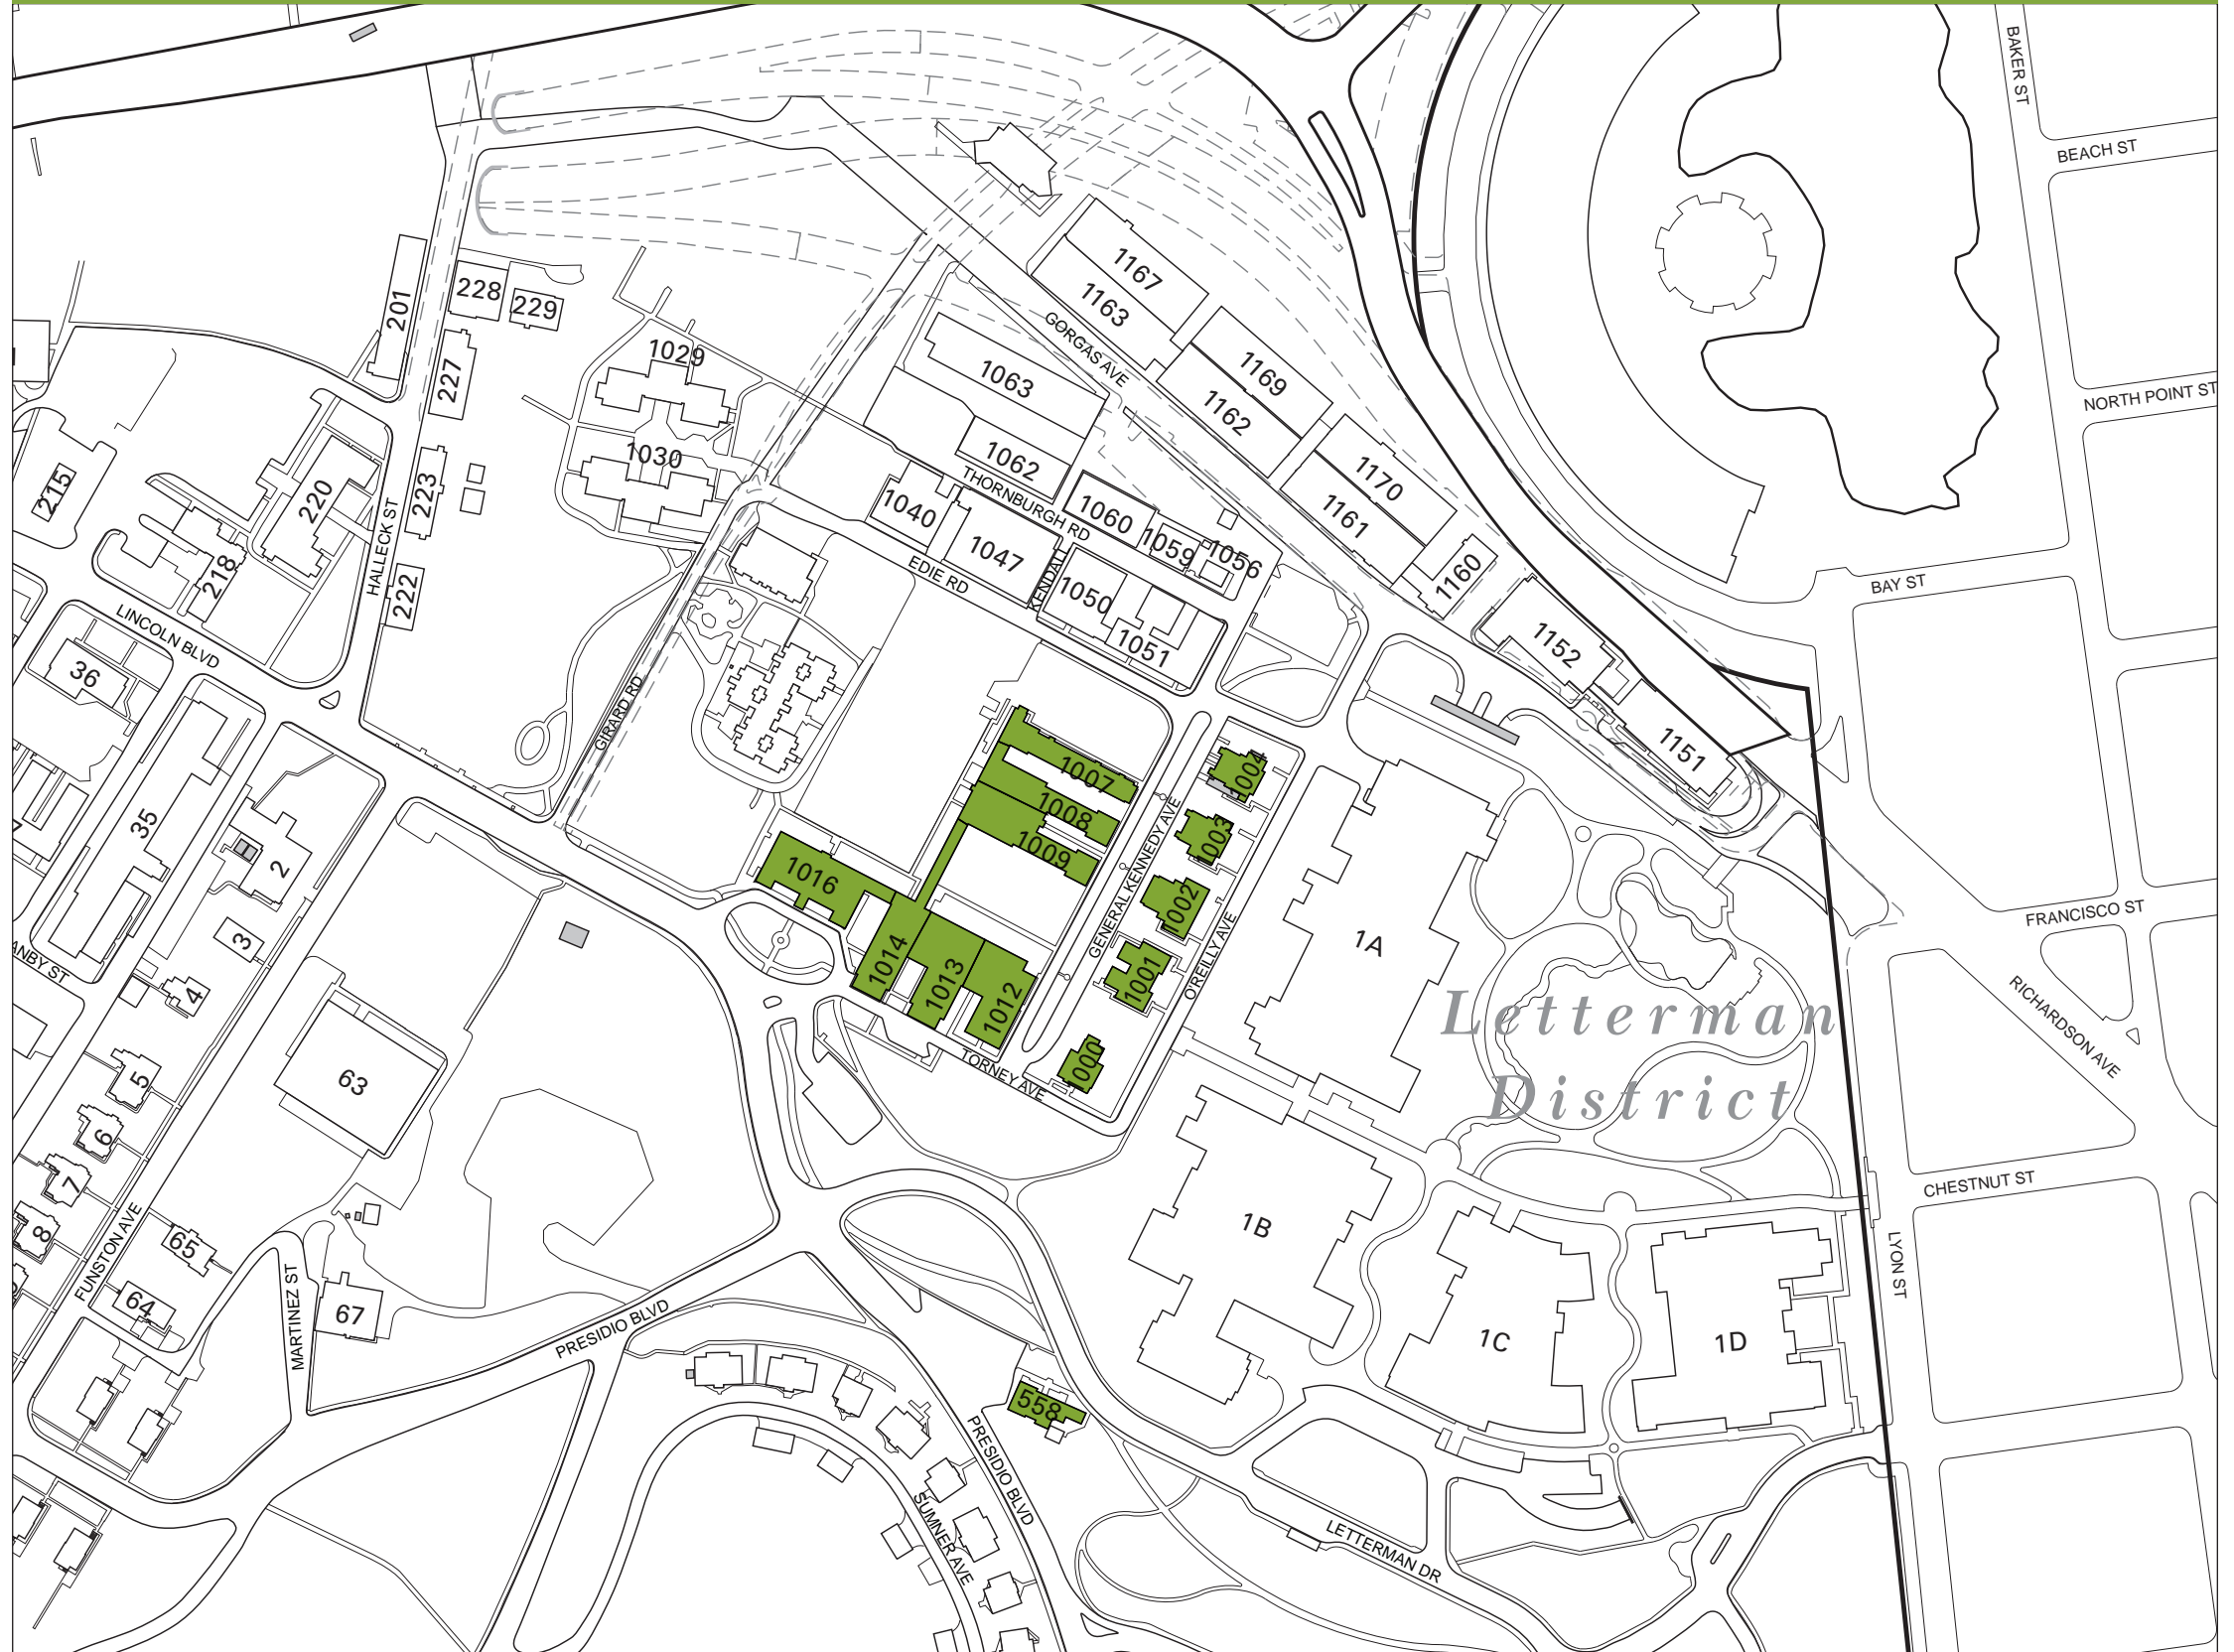 BAKER ST
BEACH ST
NORTH POINT ST
BAY ST
FRANCISCO ST
RICHARDSON AVE
CHESTNUT ST
LYON ST
1167
1163
GORGAS AVE
1169
1162
1170
1161
1160
1152
1151
201
228
229
227
1029
1030
223
222
HALLECK ST
215
220
218
LINCOLN BLVD
36
35
1063
1062
THORNBURGH RD
1060
1059
1056
1040
1047
KENDALL
1050
1051
EDIE RD
GIRARD RD
1007
1008
1009
1004
1003
1002
1001
1000
GENERAL KENNEDY AVE
O'REILLY AVE
1016
1014
1013
1012
TORNEY AVE
1A
1B
1C
1D
Letterman
District
2
3
4
ANBY ST
5
6
7
8
63
65
64
67
FUNSTON AVE
MARTINEZ ST
PRESIDIO BLVD
558
PRESIDIO BLVD
SUMNER AVE
LETTERMAN DR